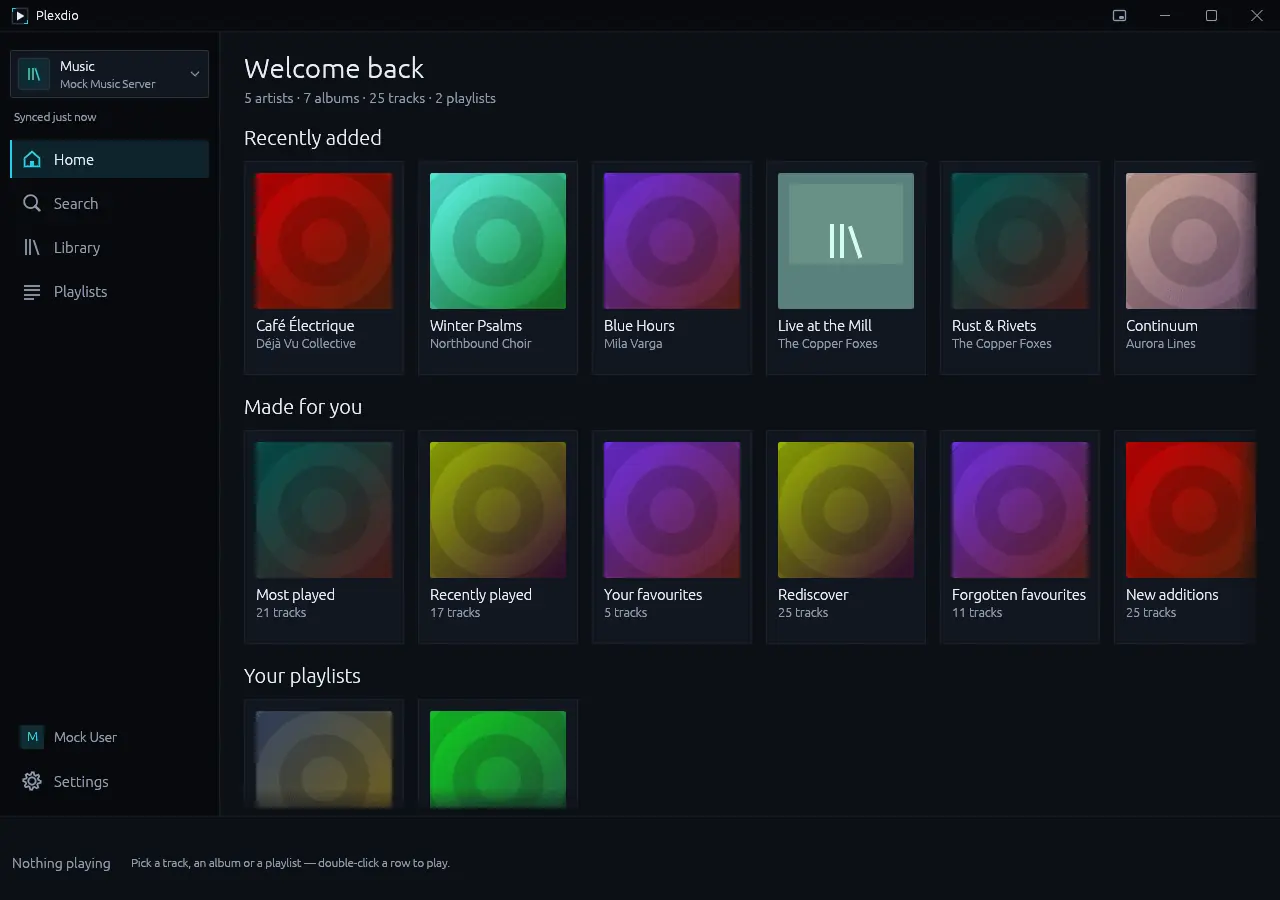 Plexdio
Music
Mock Music Server
Synced just now
Home
Search
Library
Playlists
M
Mock User
Settings
Welcome back
5 artists · 7 albums · 25 tracks · 2 playlists
Recently added
Café Électrique
Déjà Vu Collective
Winter Psalms
Northbound Choir
Blue Hours
Mila Varga
Live at the Mill
The Copper Foxes
Rust & Rivets
The Copper Foxes
Continuum
Aurora Lines
Made for you
Most played
21 tracks
Recently played
17 tracks
Your favourites
5 tracks
Rediscover
25 tracks
Forgotten favourites
11 tracks
New additions
25 tracks
Your playlists
Nothing playing
Pick a track, an album or a playlist — double-click a row to play.